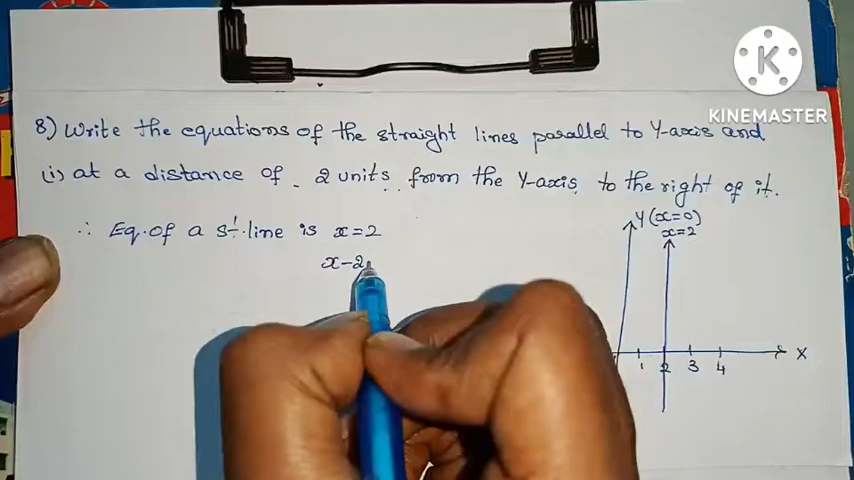 KINEMASTER
8) Write the equations of the straight lines parallel to Y-axis and
(i) at a distance of 2 units from the Y-axis to the right of it.
∴ Eq. of a st. line is x=2
x-2
Y(x=0)
x=2
1 2 3 4 X